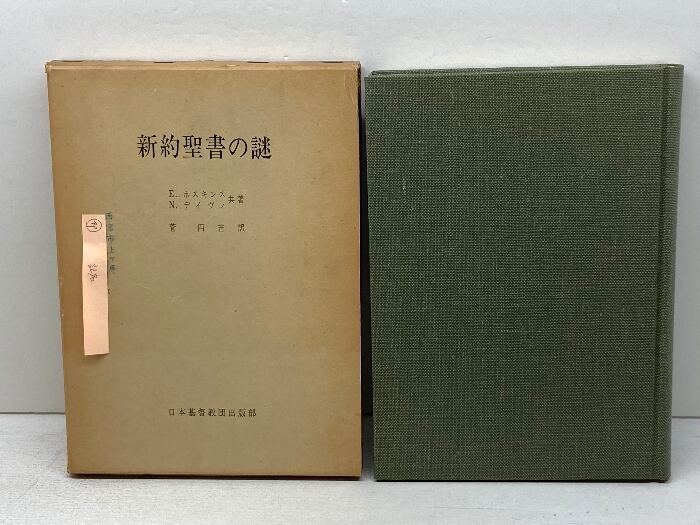 新約聖書の謎
E. ホスキンス
N. デイヴィ
共著
菅 円吉 訳
日本基督教団出版部